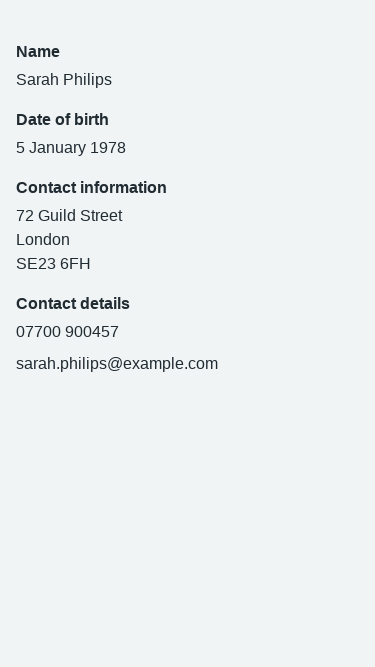 Name
Sarah Philips
Date of birth
5 January 1978
Contact information
72 Guild Street
London
SE23 6FH
Contact details
07700 900457
sarah.philips@example.com